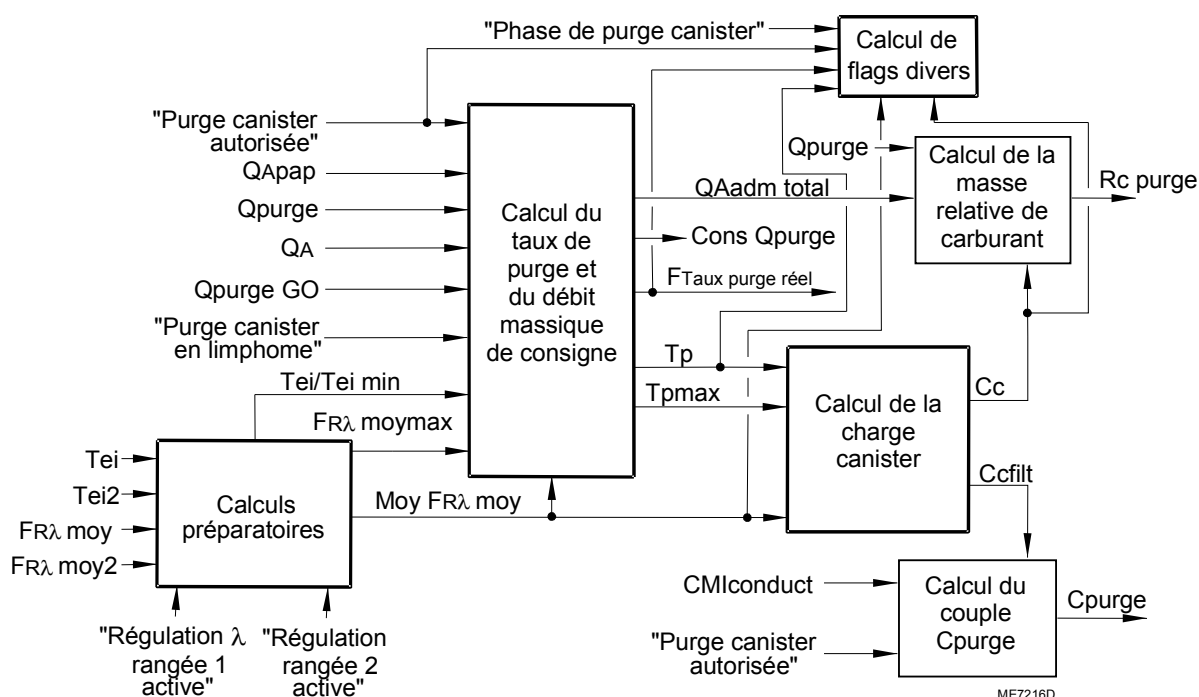 "Phase de purge canister"
Calcul de
flags divers
"Purge canister
autorisée"
QApap
Qpurge
QA
Qpurge GO
"Purge canister
en limphome"
Tei/Tei min
FRλ moymax
Calcul du
taux de
purge et
du débit
massique
de consigne
Qpurge
QAadm total
Cons Qpurge
FTaux purge réel
Tp
Tpmax
Calcul de la
masse
relative de
carburant
Rc purge
Tei
Tei2
FRλ moy
FRλ moy2
Calculs
préparatoires
Moy FRλ moy
Calcul de la
charge
canister
Cc
Ccfilt
"Régulation λ
rangée 1
active"
"Régulation
rangée 2
active"
CMIconduct
"Purge canister
autorisée"
Calcul du
couple
Cpurge
Cpurge
MF7216D